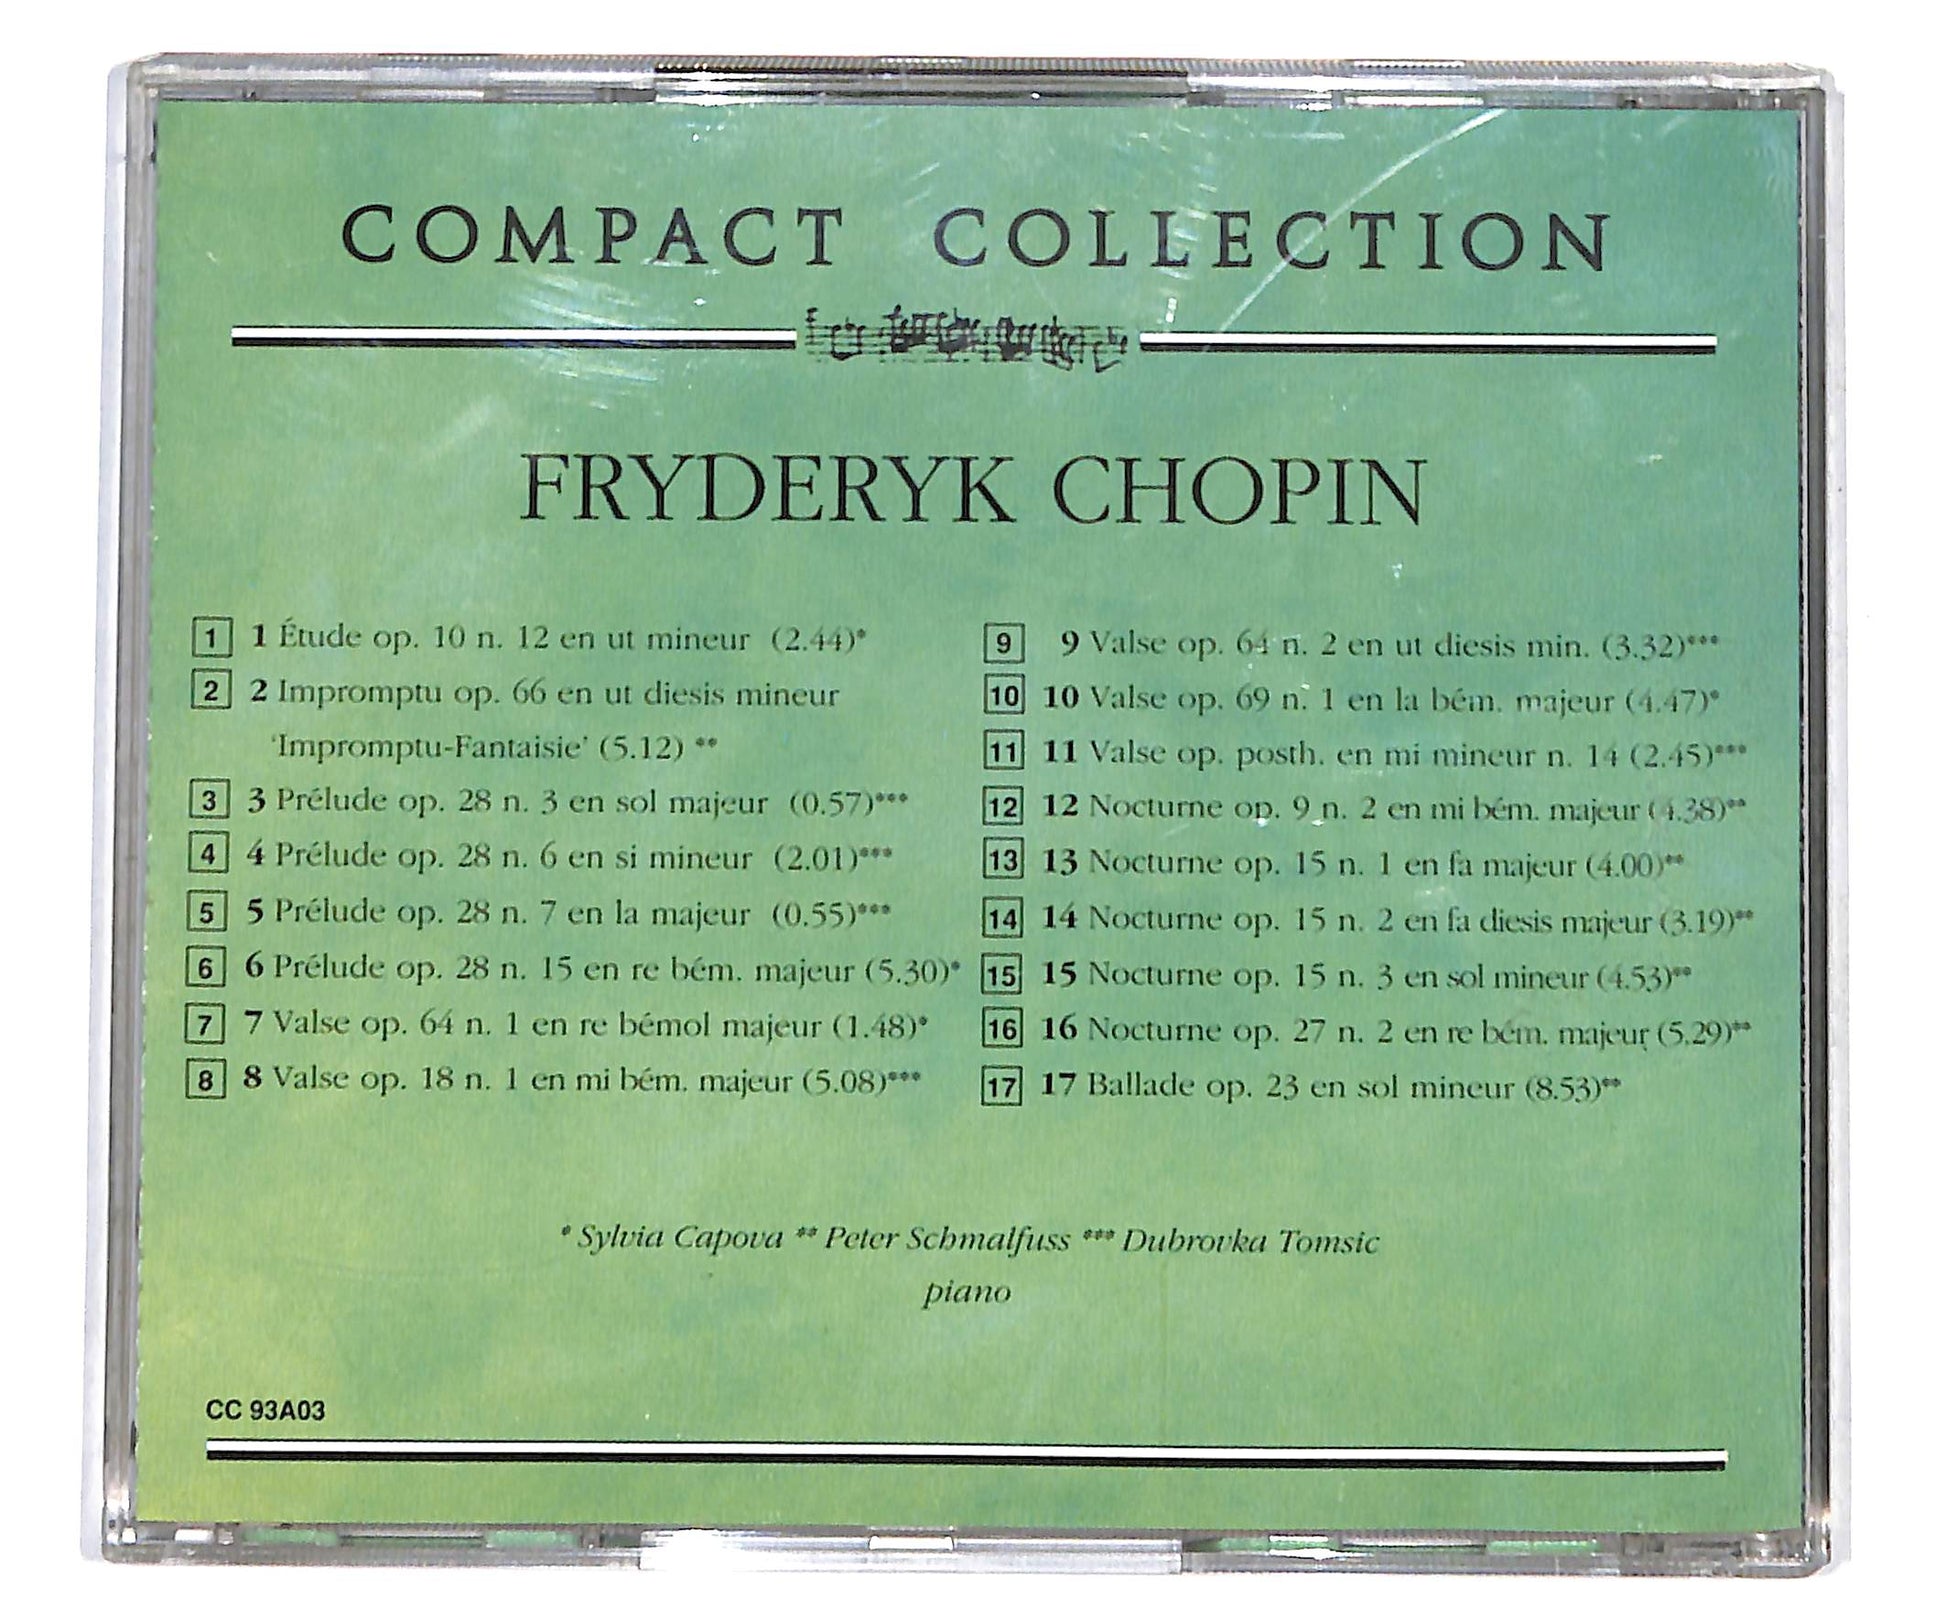 COMPACT COLLECTION
FRYDERYK CHOPIN
1 1 Étude op. 10 n. 12 en ut mineur (2.44)*
2 2 Impromptu op. 66 en ut diesis mineur
'Impromptu-Fantaisie' (5.12) **
3 3 Prélude op. 28 n. 3 en sol majeur (0.57)***
4 4 Prélude op. 28 n. 6 en si mineur (2.01)***
5 5 Prélude op. 28 n. 7 en la majeur (0.55)***
6 6 Prélude op. 28 n. 15 en re bém. majeur (5.30)*
7 7 Valse op. 64 n. 1 en re bémol majeur (1.48)*
8 8 Valse op. 18 n. 1 en mi bém. majeur (5.08)***
9 9 Valse op. 64 n. 2 en ut diesis min. (3.32)***
10 10 Valse op. 69 n. 1 en la bém. majeur (4.47)*
11 11 Valse op. posth. en mi mineur n. 14 (2.45)***
12 12 Nocturne op. 9 n. 2 en mi bém. majeur (4.38)**
13 13 Nocturne op. 15 n. 1 en fa majeur (4.00)**
14 14 Nocturne op. 15 n. 2 en fa diesis majeur (3.19)**
15 15 Nocturne op. 15 n. 3 en sol mineur (4.53)**
16 16 Nocturne op. 27 n. 2 en re bém. majeur (5.29)**
17 17 Ballade op. 23 en sol mineur (8.53)**
* Sylvia Capova ** Peter Schmalfuss *** Dubrovka Tomsic
piano
CC 93A03